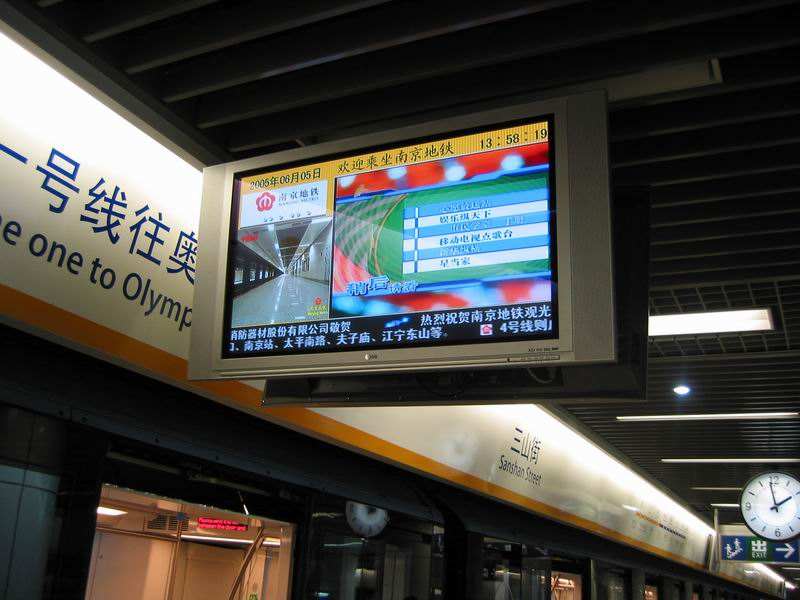 一号线往奥
e one to Olymp
2005年06月05日 欢迎乘坐南京地铁 13:58:19
南京地铁
娱乐纵天下
移动电视点歌台
星当家
稍后
消防器材股份有限公司敬贺 热烈祝贺南京地铁观光
南京站、太平南路、夫子庙、江宁东山等。 4号线则
三山街
Sanshan Street
EXIT